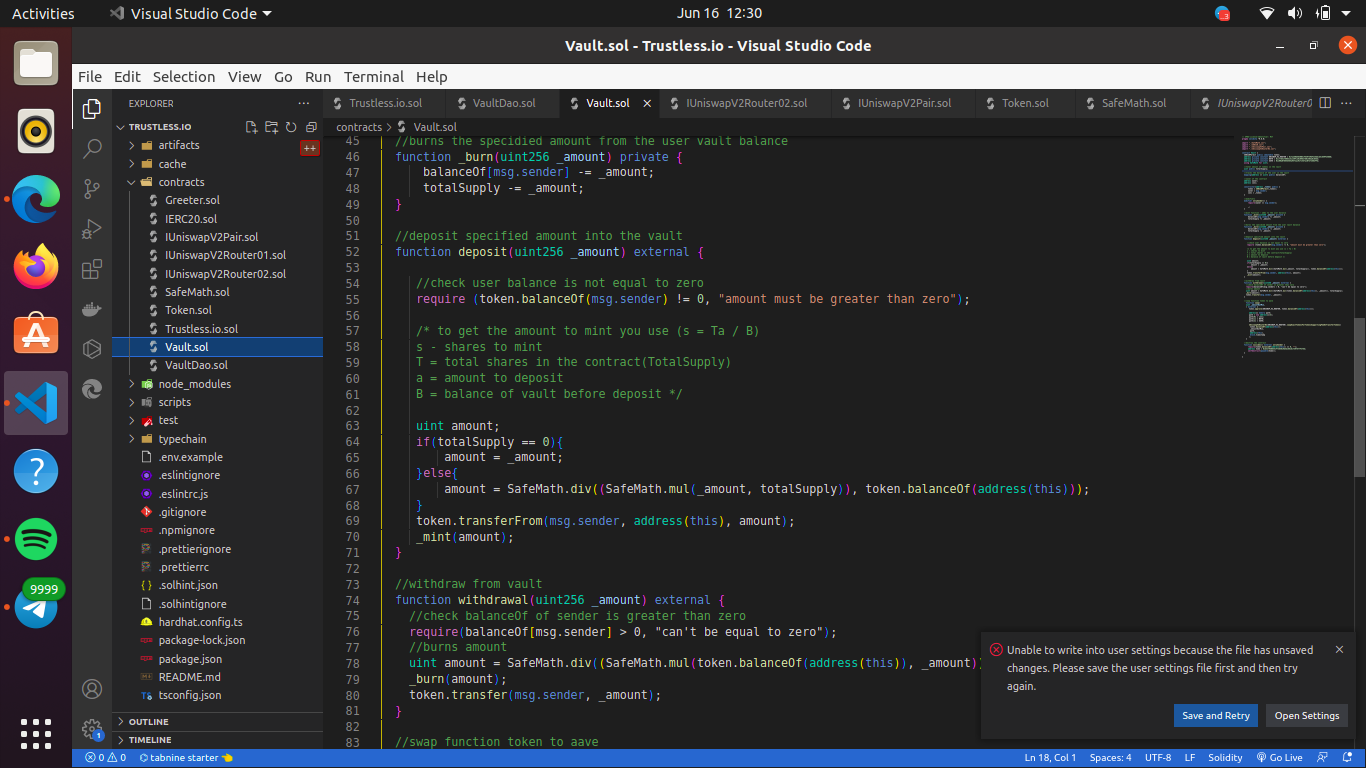 Activities
Visual Studio Code
Jun 16 12:30
3
Vault.sol - Trustless.io - Visual Studio Code
File Edit Selection View Go Run Terminal Help
EXPLORER
Trustless.io.sol
VaultDao.sol
Vault.sol
IUniswapV2Router02.sol
IUniswapV2Pair.sol
Token.sol
SafeMath.sol
IUniswapV2Router0
TRUSTLESS.IO
contracts > Vault.sol
artifacts
++
cache
contracts
Greeter.sol
IERC20.sol
IUniswapV2Pair.sol
IUniswapV2Router01.sol
IUniswapV2Router02.sol
SafeMath.sol
Token.sol
Trustless.io.sol
Vault.sol
VaultDao.sol
node_modules
scripts
test
typechain
.env.example
.eslintignore
.eslintrc.js
.gitignore
.npmignore
.prettierignore
.prettierrc
.solhint.json
.solhintignore
hardhat.config.ts
package-lock.json
package.json
README.md
tsconfig.json
OUTLINE
TIMELINE
9999
1
45 //burns the specidied amount from the user vault balance
46 function _burn(uint256 _amount) private {
47 balanceOf[msg.sender] -= _amount;
48 totalSupply -= _amount;
49 }
50
51 //deposit specified amount into the vault
52 function deposit(uint256 _amount) external {
53
54 //check user balance is not equal to zero
55 require (token.balanceOf(msg.sender) != 0, "amount must be greater than zero");
56
57 /* to get the amount to mint you use (s = Ta / B)
58 s - shares to mint
59 T = total shares in the contract(TotalSupply)
60 a = amount to deposit
61 B = balance of vault before deposit */
62
63 uint amount;
64 if(totalSupply == 0){
65 amount = _amount;
66 }else{
67 amount = SafeMath.div((SafeMath.mul(_amount, totalSupply)), token.balanceOf(address(this)));
68 }
69 token.transferFrom(msg.sender, address(this), amount);
70 _mint(amount);
71 }
72
73 //withdraw from vault
74 function withdrawal(uint256 _amount) external {
75 //check balanceOf of sender is greater than zero
76 require(balanceOf[msg.sender] > 0, "can't be equal to zero");
77 //burns amount
78 uint amount = SafeMath.div((SafeMath.mul(token.balanceOf(address(this)), _amount)
79 _burn(amount);
80 token.transfer(msg.sender, _amount);
81 }
82
83 //swap function token to aave
Unable to write into user settings because the file has unsaved
changes. Please save the user settings file first and then try
again.
Save and Retry
Open Settings
0 0
tabnine starter
Ln 18, Col 1
Spaces: 4
UTF-8
LF
Solidity
Go Live